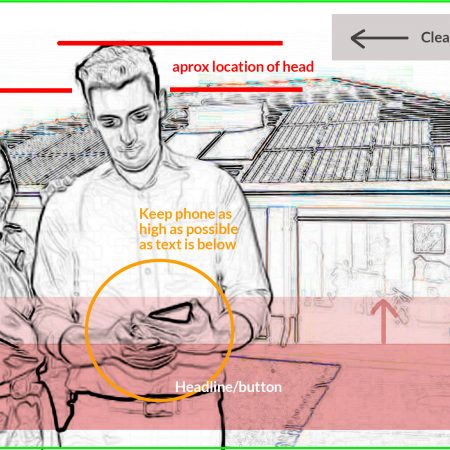 Clea
aprox location of head
Keep phone as
high as possible
as text is below
Headline/button